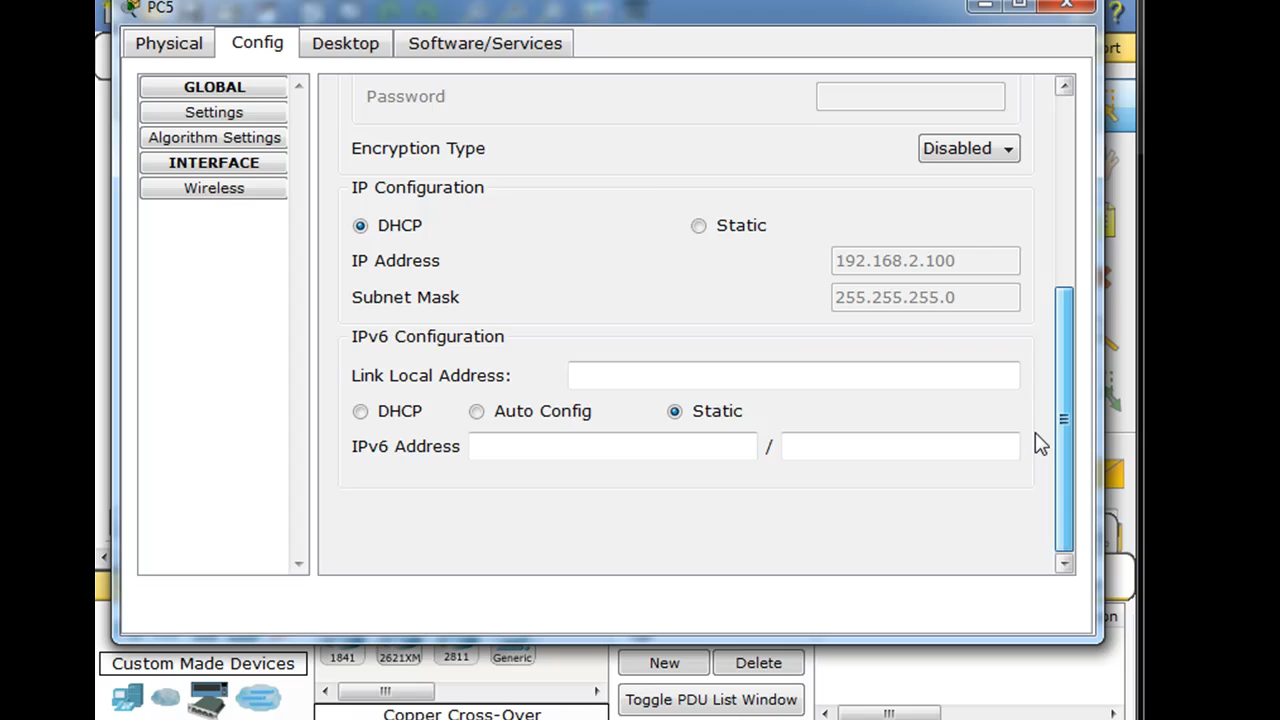 PC5
Physical
Config
Desktop
Software/Services
GLOBAL
Settings
Algorithm Settings
INTERFACE
Wireless
Password
Encryption Type
Disabled
IP Configuration
DHCP
Static
IP Address
192.168.2.100
Subnet Mask
255.255.255.0
IPv6 Configuration
Link Local Address:
DHCP
Auto Config
Static
IPv6 Address
/
?
ort
on
Custom Made Devices
1841
2621XM
2811
Generic
Copper Cross-Over
New
Delete
Toggle PDU List Window